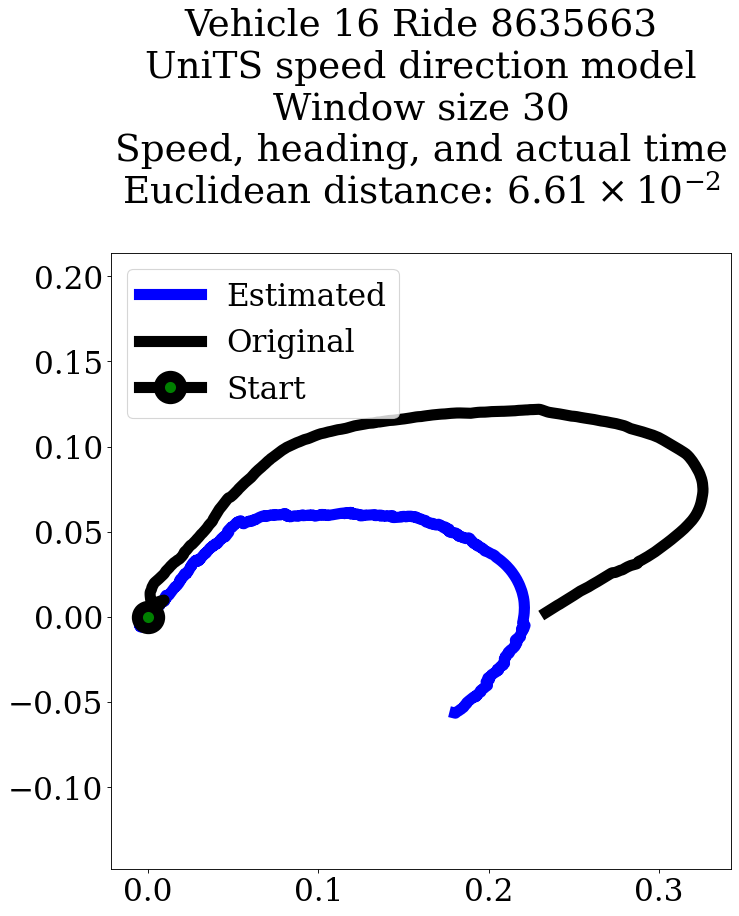 Vehicle 16 Ride 8635663
UniTS speed direction model
Window size 30
Speed, heading, and actual time
Euclidean distance: 6.61 × 10⁻²
Estimated
Original
Start
0.20
0.15
0.10
0.05
0.00
−0.05
−0.10
0.0 0.1 0.2 0.3